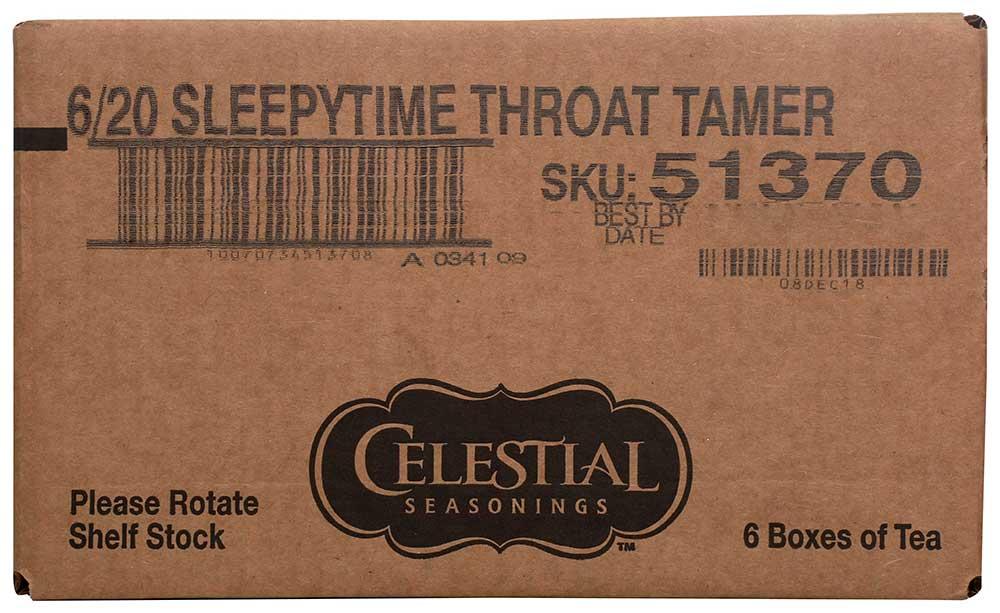 6/20 SLEEPYTIME THROAT TAMER
SKU: 51370
BEST BY
DATE
10070734513708
A 0341 09
08DEC18
CELESTIAL
SEASONINGS
TM
Please Rotate
Shelf Stock
6 Boxes of Tea